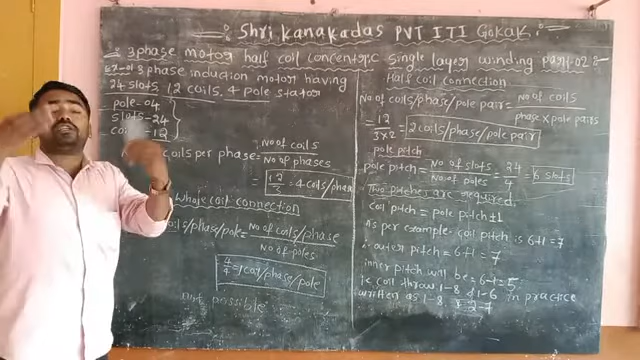 Shri Kanakadas PVT ITI Gokak
3 phase motor half coil concentric single layer winding part-02
Ex-01 3 phase induction motor having
24 slots 12 coils 4 pole stator
pole-04
slots-24
-12
coils per phase = No of coils / No of phases
= 12/3 = 4 coils/phase
Whole coil connection
coils/phase/pole = No of coils/phase / No of poles
4/4 = 1 coil/phase/pole
not possible
Half coil connection
No of coils/phase/pole pair = No of coils / phase x pole pairs
= 12 / 3x2 = 2 coils/phase/pole pair
pole pitch
pole pitch = No of slots / No of poles = 24/4 = 6 slots
Two pitches are required
Coil pitch = pole pitch ±1
As per example coil pitch is 6+1=7
∴ outer pitch = 6+1 = 7
inner pitch will be = 6-1 = 5
ie coil throw 1-8 & 1-6 in practice
written as 1-8 & 2-7